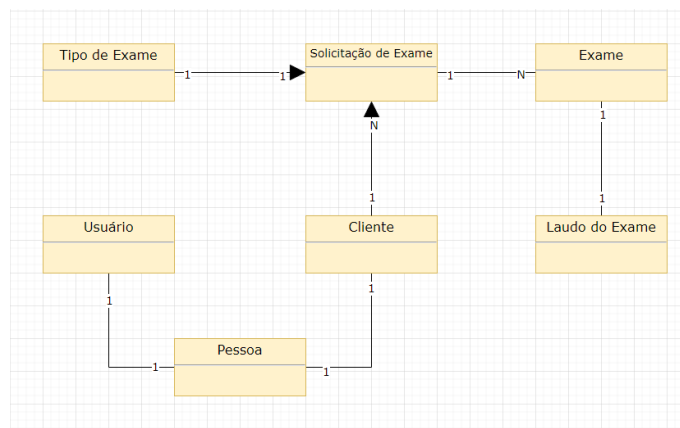 Tipo de Exame
Solicitação de Exame
Exame
1
1
1
N
N
1
1
1
Usuário
Cliente
Laudo do Exame
1
1
Pessoa
1
1